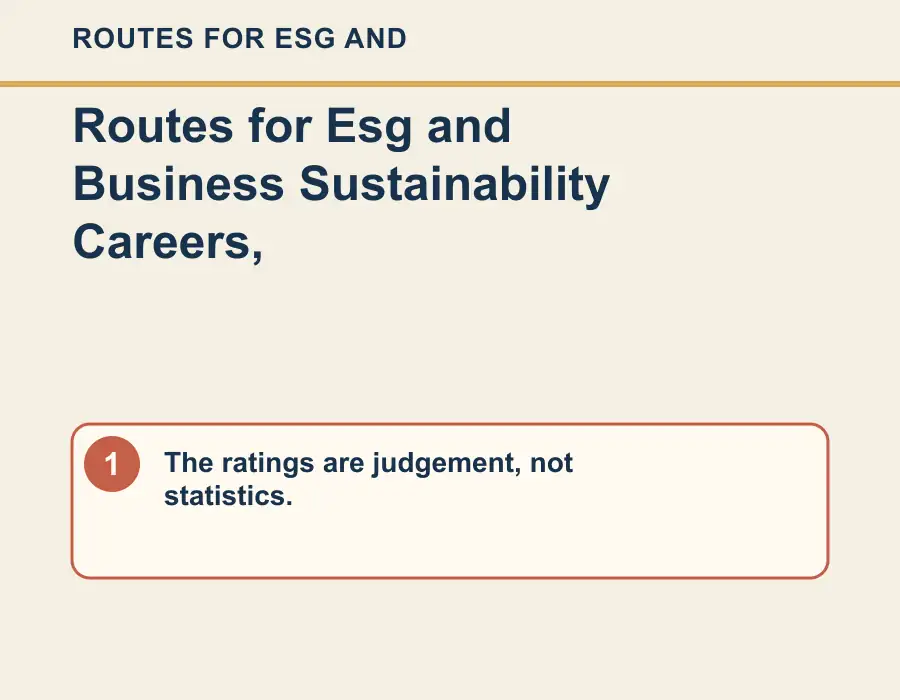 ROUTES FOR ESG AND
Routes for Esg and
Business Sustainability
Careers,
1
The ratings are judgement, not
statistics.